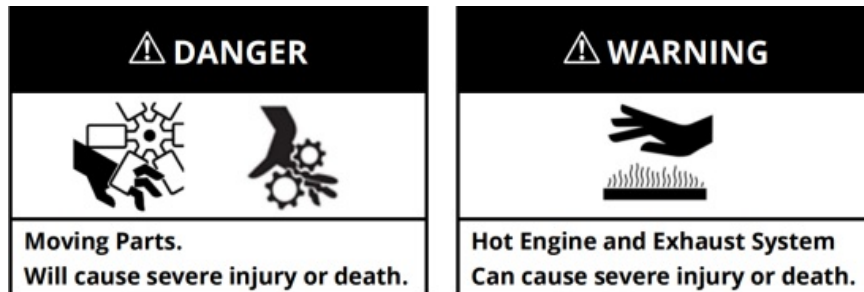 ⚠ DANGER
Moving Parts.
Will cause severe injury or death.
⚠ WARNING
Hot Engine and Exhaust System
Can cause severe injury or death.